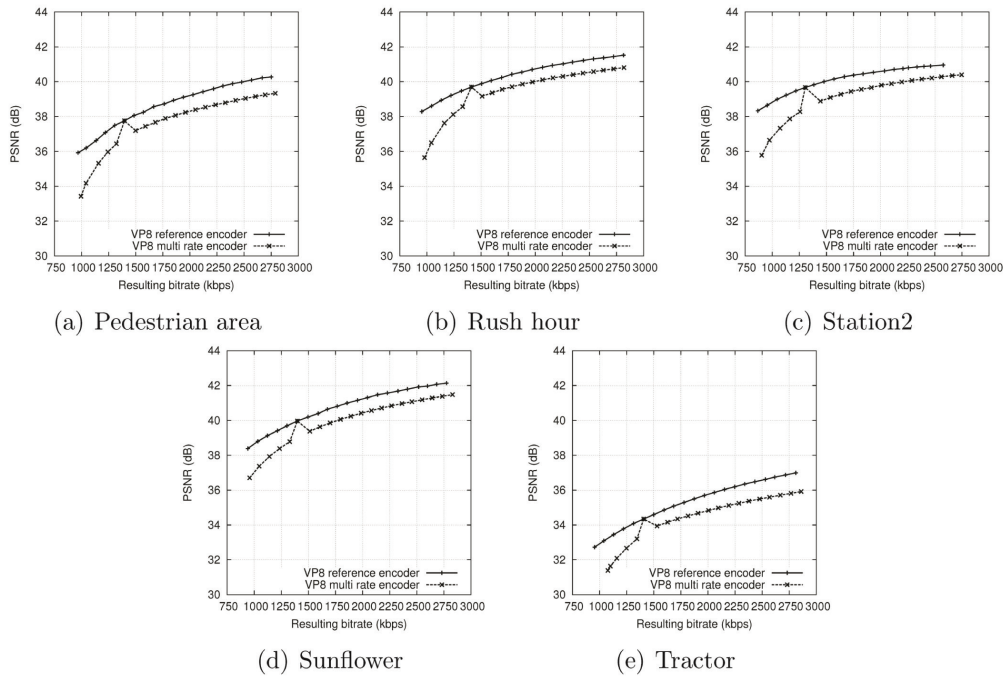 44
42
40
38
36
34
32
30
PSNR (dB)
VP8 reference encoder
VP8 multi rate encoder
750 1000 1250 1500 1750 2000 2250 2500 2750 3000
Resulting bitrate (kbps)
(a) Pedestrian area
44
42
40
38
36
34
32
30
PSNR (dB)
VP8 reference encoder
VP8 multi rate encoder
750 1000 1250 1500 1750 2000 2250 2500 2750 3000
Resulting bitrate (kbps)
(b) Rush hour
44
42
40
38
36
34
32
30
PSNR (dB)
VP8 reference encoder
VP8 multi rate encoder
750 1000 1250 1500 1750 2000 2250 2500 2750 3000
Resulting bitrate (kbps)
(c) Station2
44
42
40
38
36
34
32
30
PSNR (dB)
VP8 reference encoder
VP8 multi rate encoder
750 1000 1250 1500 1750 2000 2250 2500 2750 3000
Resulting bitrate (kbps)
(d) Sunflower
44
42
40
38
36
34
32
30
PSNR (dB)
VP8 reference encoder
VP8 multi rate encoder
750 1000 1250 1500 1750 2000 2250 2500 2750 3000
Resulting bitrate (kbps)
(e) Tractor